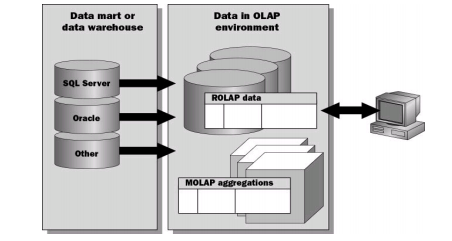 Data mart or
data warehouse
Data in OLAP
environment
SQL Server
Oracle
Other
ROLAP data
MOLAP aggregations